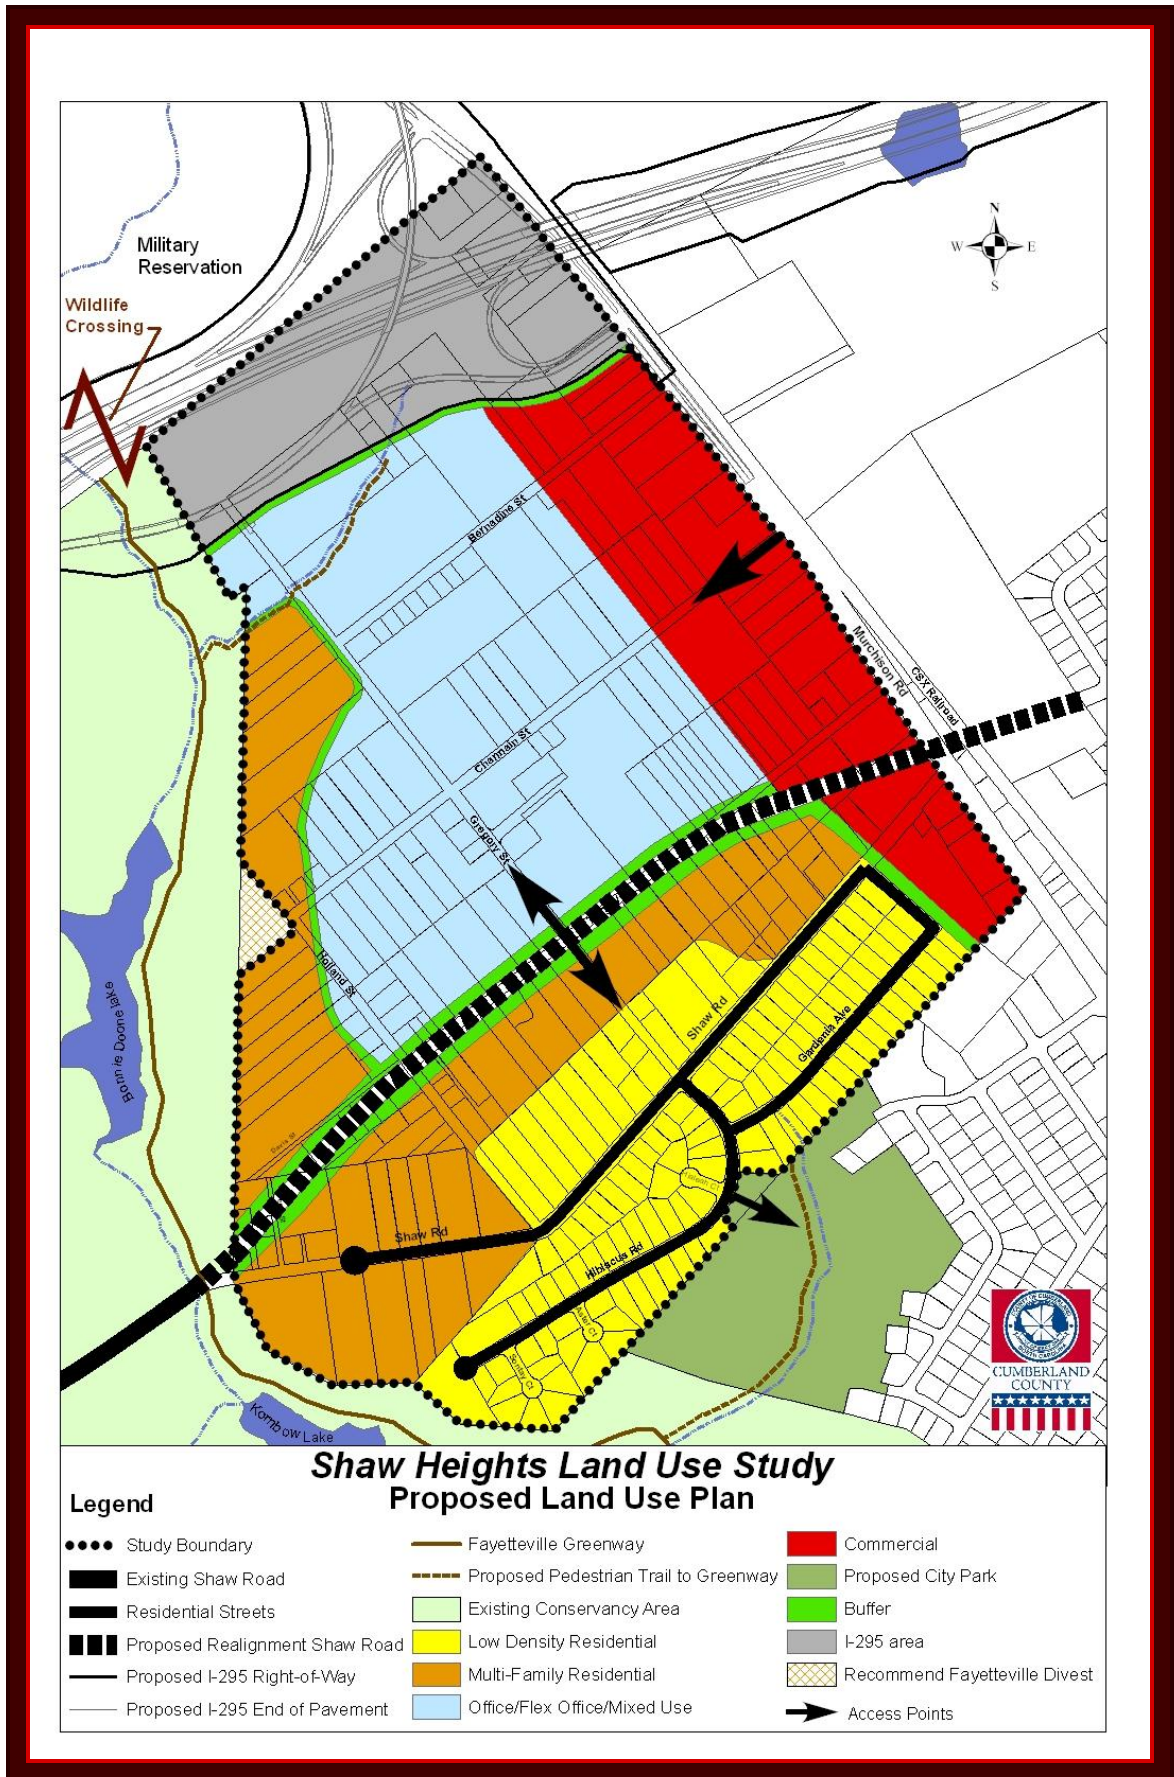 N
W E
S
Military
Reservation
Wildlife
Crossing
Bernadine St
Murchison Rd
CSX Railroad
Channain St
Gregory St
Holland St
Bonnie Doone lake
Shaw Rd
Gardenia Ave
Davis St
Shaw Rd
Hibiscus Rd
Aster Ct
Kornbow Lake
CUMBERLAND
COUNTY
Shaw Heights Land Use Study
Proposed Land Use Plan
Legend
Study Boundary
Existing Shaw Road
Residential Streets
Proposed Realignment Shaw Road
Proposed I-295 Right-of-Way
Proposed I-295 End of Pavement
Fayetteville Greenway
Proposed Pedestrian Trail to Greenway
Existing Conservancy Area
Low Density Residential
Multi-Family Residential
Office/Flex Office/Mixed Use
Commercial
Proposed City Park
Buffer
I-295 area
Recommend Fayetteville Divest
Access Points